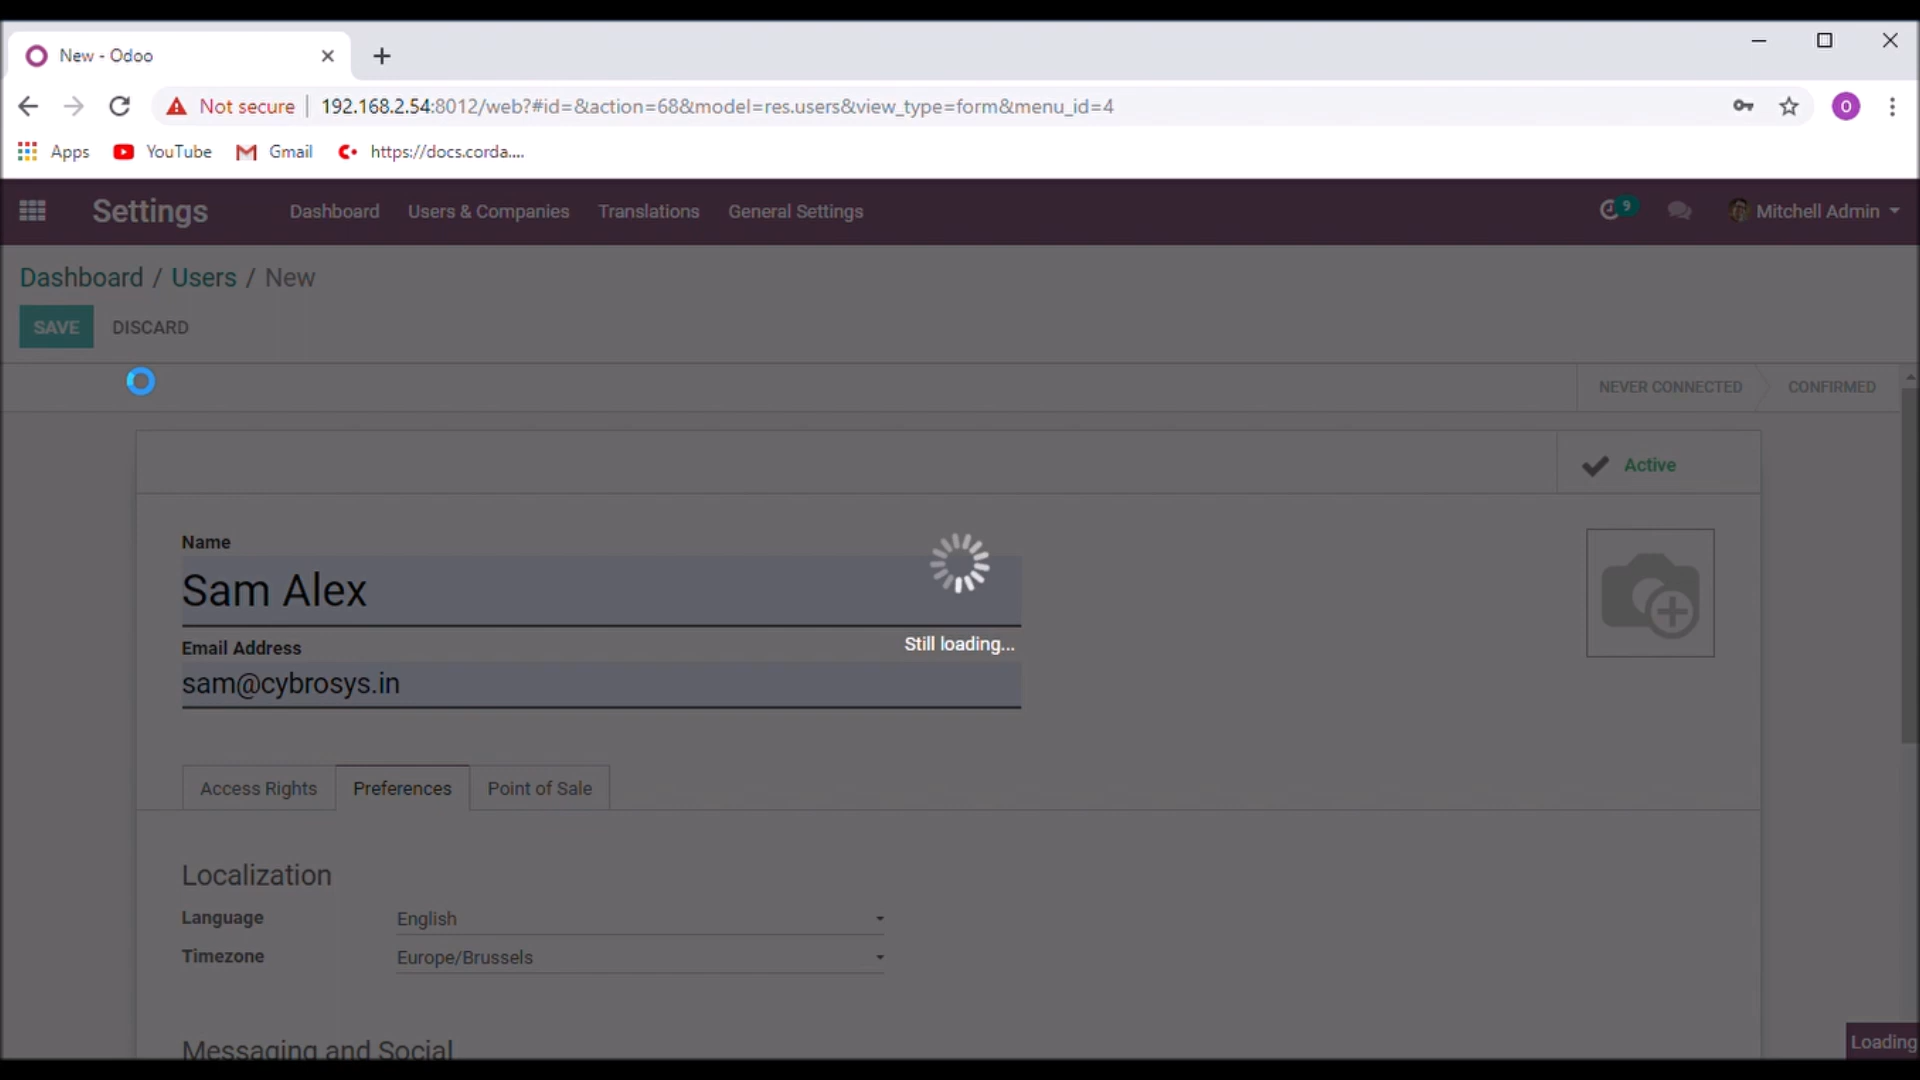 New - Odoo
Not secure 192.168.2.54:8012/web?#id=&action=68&model=res.users&view_type=form&menu_id=4 O
Apps YouTube Gmail https://docs.corda....
Settings Dashboard Users & Companies Translations General Settings 9 Mitchell Admin
Dashboard / Users / New
SAVE DISCARD
NEVER CONNECTED CONFIRMED
Active
Name
Sam Alex
Still loading...
Email Address
sam@cybrosys.in
Access Rights Preferences Point of Sale
Localization
Language English
Timezone Europe/Brussels
Messaging and Social
Loading